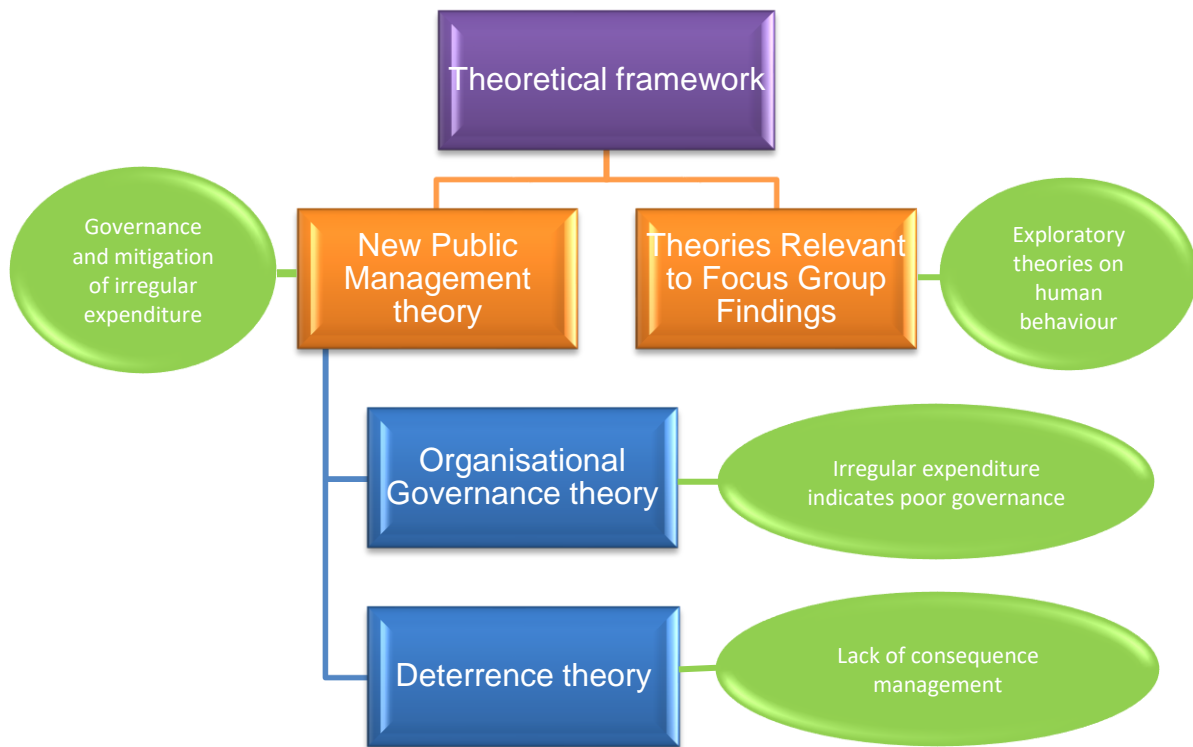 Theoretical framework
Governance
and mitigation
of irregular
expenditure
New Public
Management
theory
Theories Relevant
to Focus Group
Findings
Exploratory
theories on
human
behaviour
Organisational
Governance theory
Irregular expenditure
indicates poor governance
Deterrence theory
Lack of consequence
management